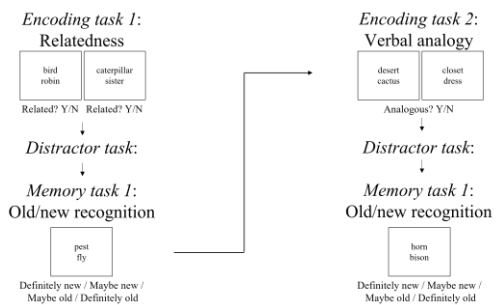 Encoding task 1:
Relatedness
bird
robin
caterpillar
sister
Related? Y/N
Related? Y/N
Distractor task:
Memory task 1:
Old/new recognition
pest
fly
Definitely new / Maybe new /
Maybe old / Definitely old
Encoding task 2:
Verbal analogy
desert
cactus
closet
dress
Analogous? Y/N
Distractor task:
Memory task 1:
Old/new recognition
horn
bison
Definitely new / Maybe new /
Maybe old / Definitely old